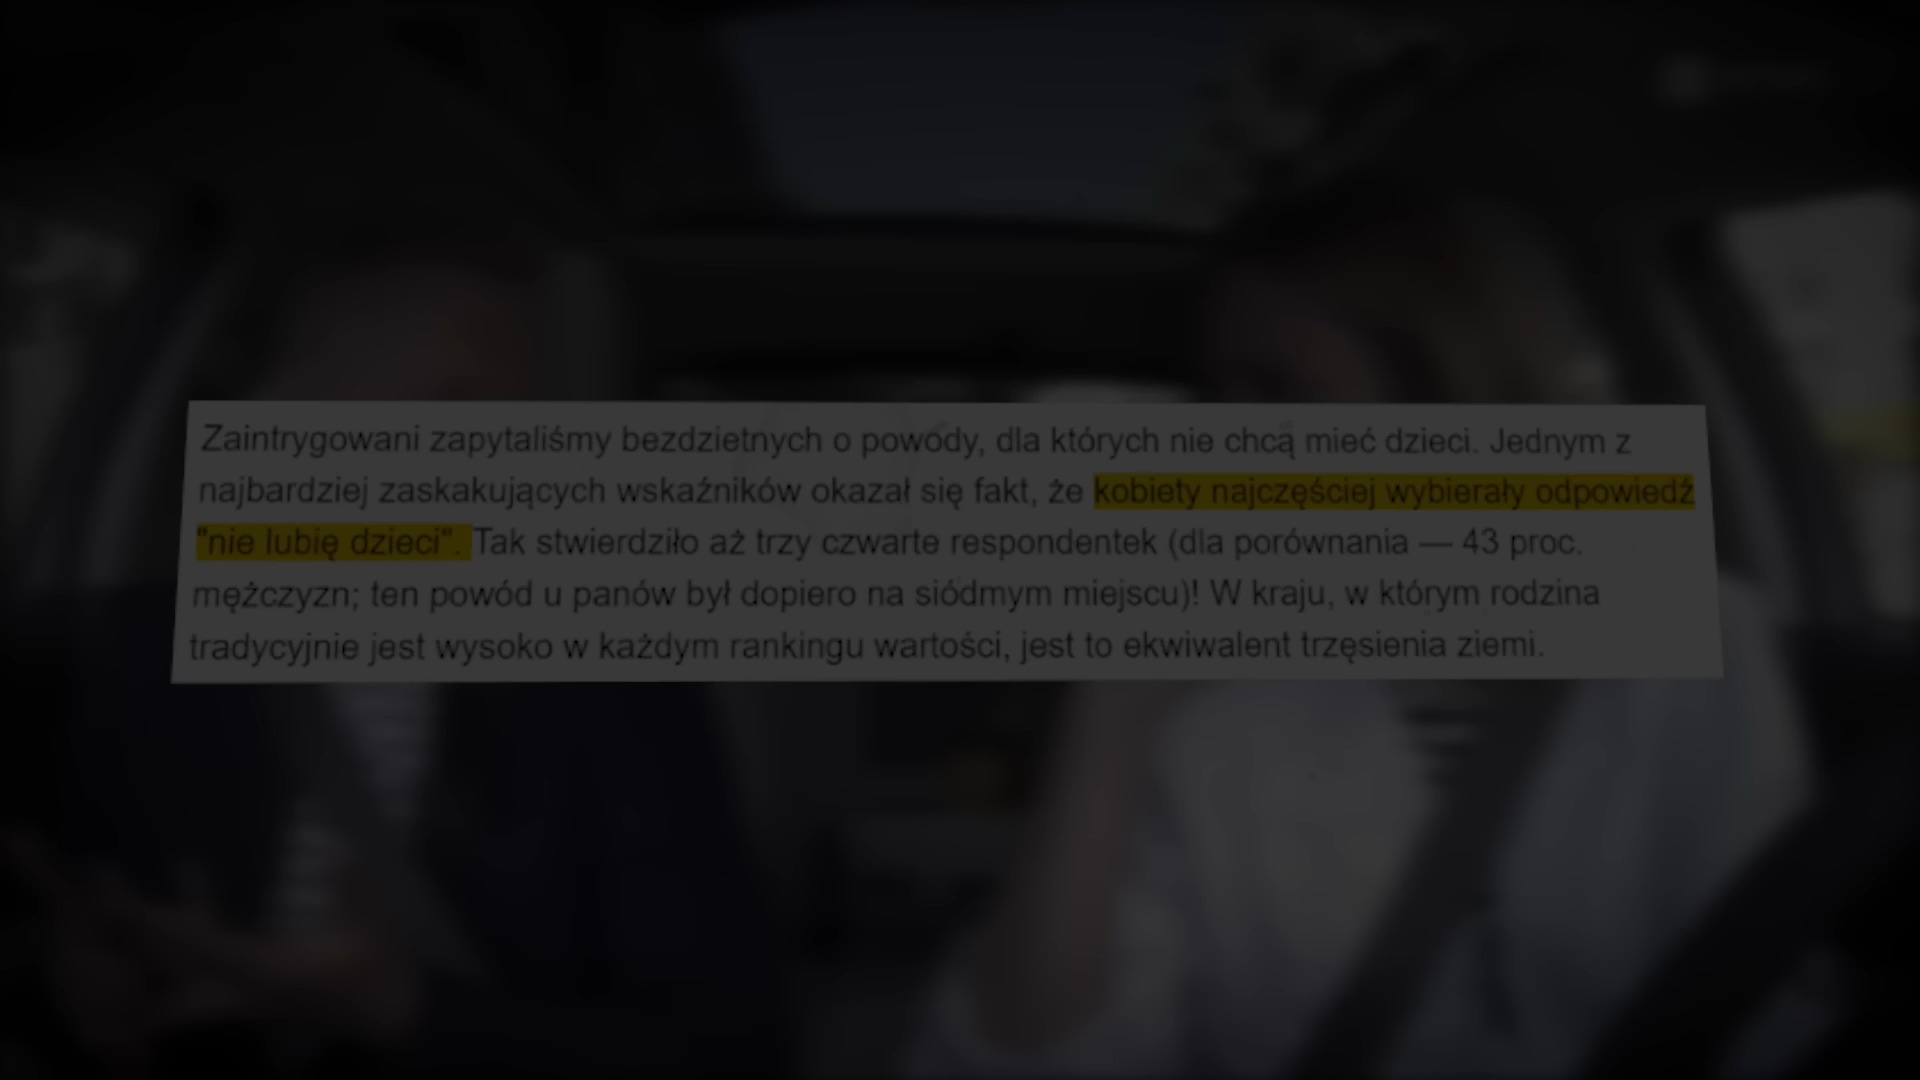 Zaintrygowani zapytaliśmy bezdzietnych o powody, dla których nie chcą mieć dzieci. Jednym z
najbardziej zaskakujących wskaźników okazał się fakt, że kobiety najczęściej wybierały odpowiedź
"nie lubię dzieci". Tak stwierdziło aż trzy czwarte respondentek (dla porównania — 43 proc.
mężczyzn; ten powód u panów był dopiero na siódmym miejscu)! W kraju, w którym rodzina
tradycyjnie jest wysoko w każdym rankingu wartości, jest to ekwiwalent trzęsienia ziemi.